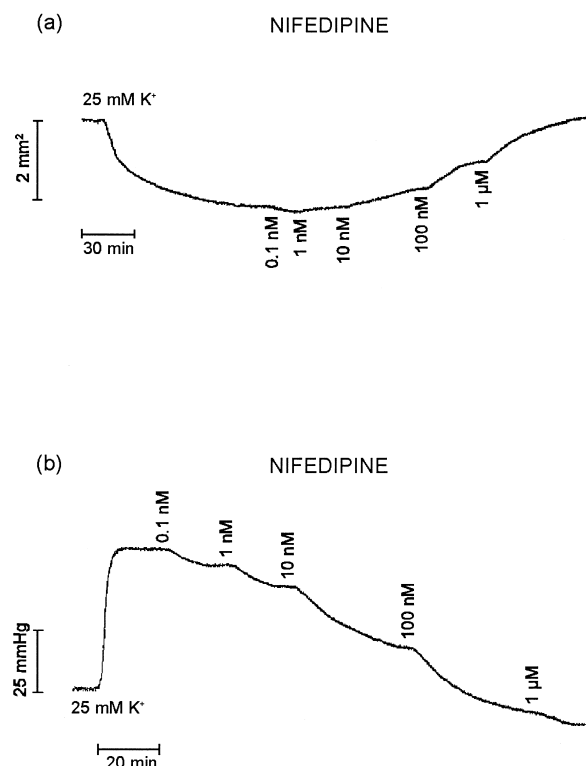 (a)
NIFEDIPINE
25 mM K⁺
2 mm²
30 min
0.1 nM
1 nM
10 nM
100 nM
1 µM
(b)
NIFEDIPINE
0.1 nM
1 nM
10 nM
100 nM
1 µM
25 mmHg
25 mM K⁺
20 min